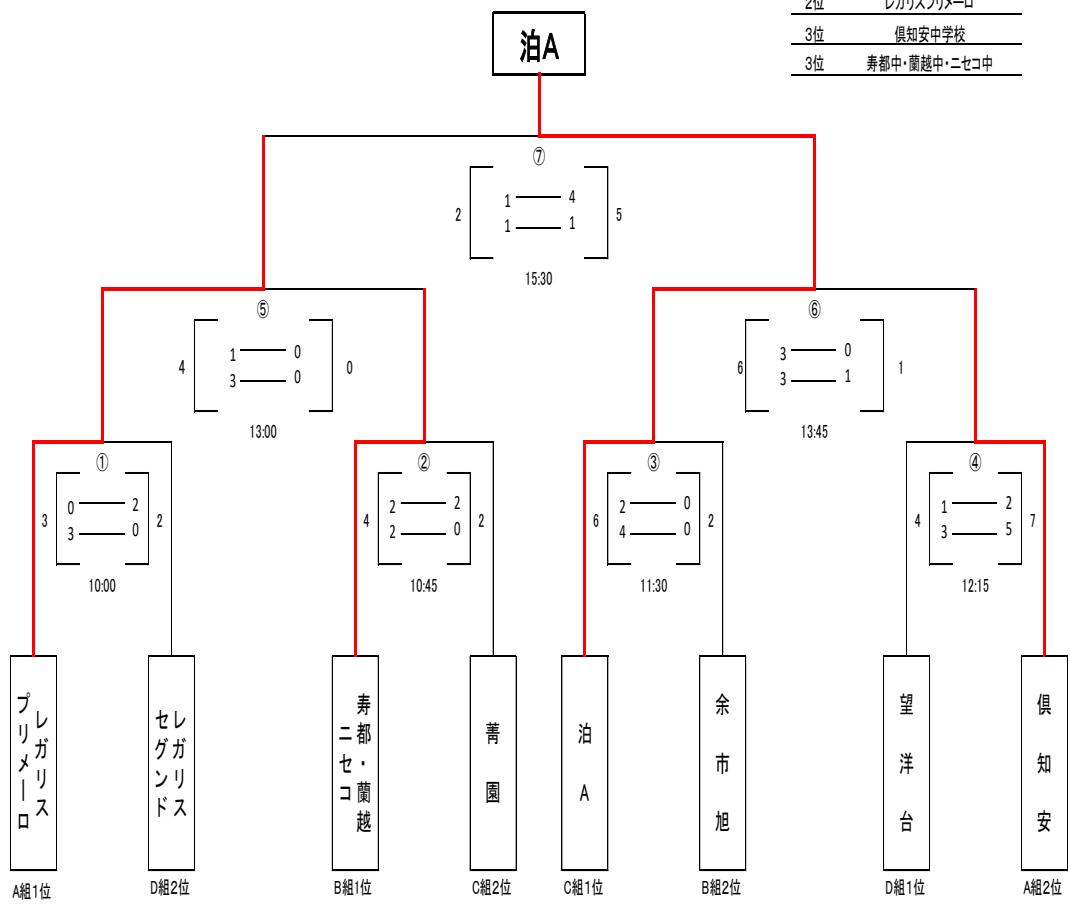 2位 レガリスプリメーロ
3位 倶知安中学校
3位 寿都中・蘭越中・ニセコ中
泊A
⑦
2 1 4 5
1 1
15:30
⑤
4 1 0 0
3 0
13:00
⑥
6 3 0 1
3 1
13:45
①
3 0 2 2
3 0
10:00
②
4 2 2 2
2 0
10:45
③
6 2 0 2
4 0
11:30
④
4 1 2 7
3 5
12:15
レガリス
プリメーロ
レガリス
セグンド
寿都・蘭越
ニセコ
菁園
泊A
余市旭
望洋台
倶知安
A組1位 D組2位 B組1位 C組2位 C組1位 B組2位 D組1位 A組2位